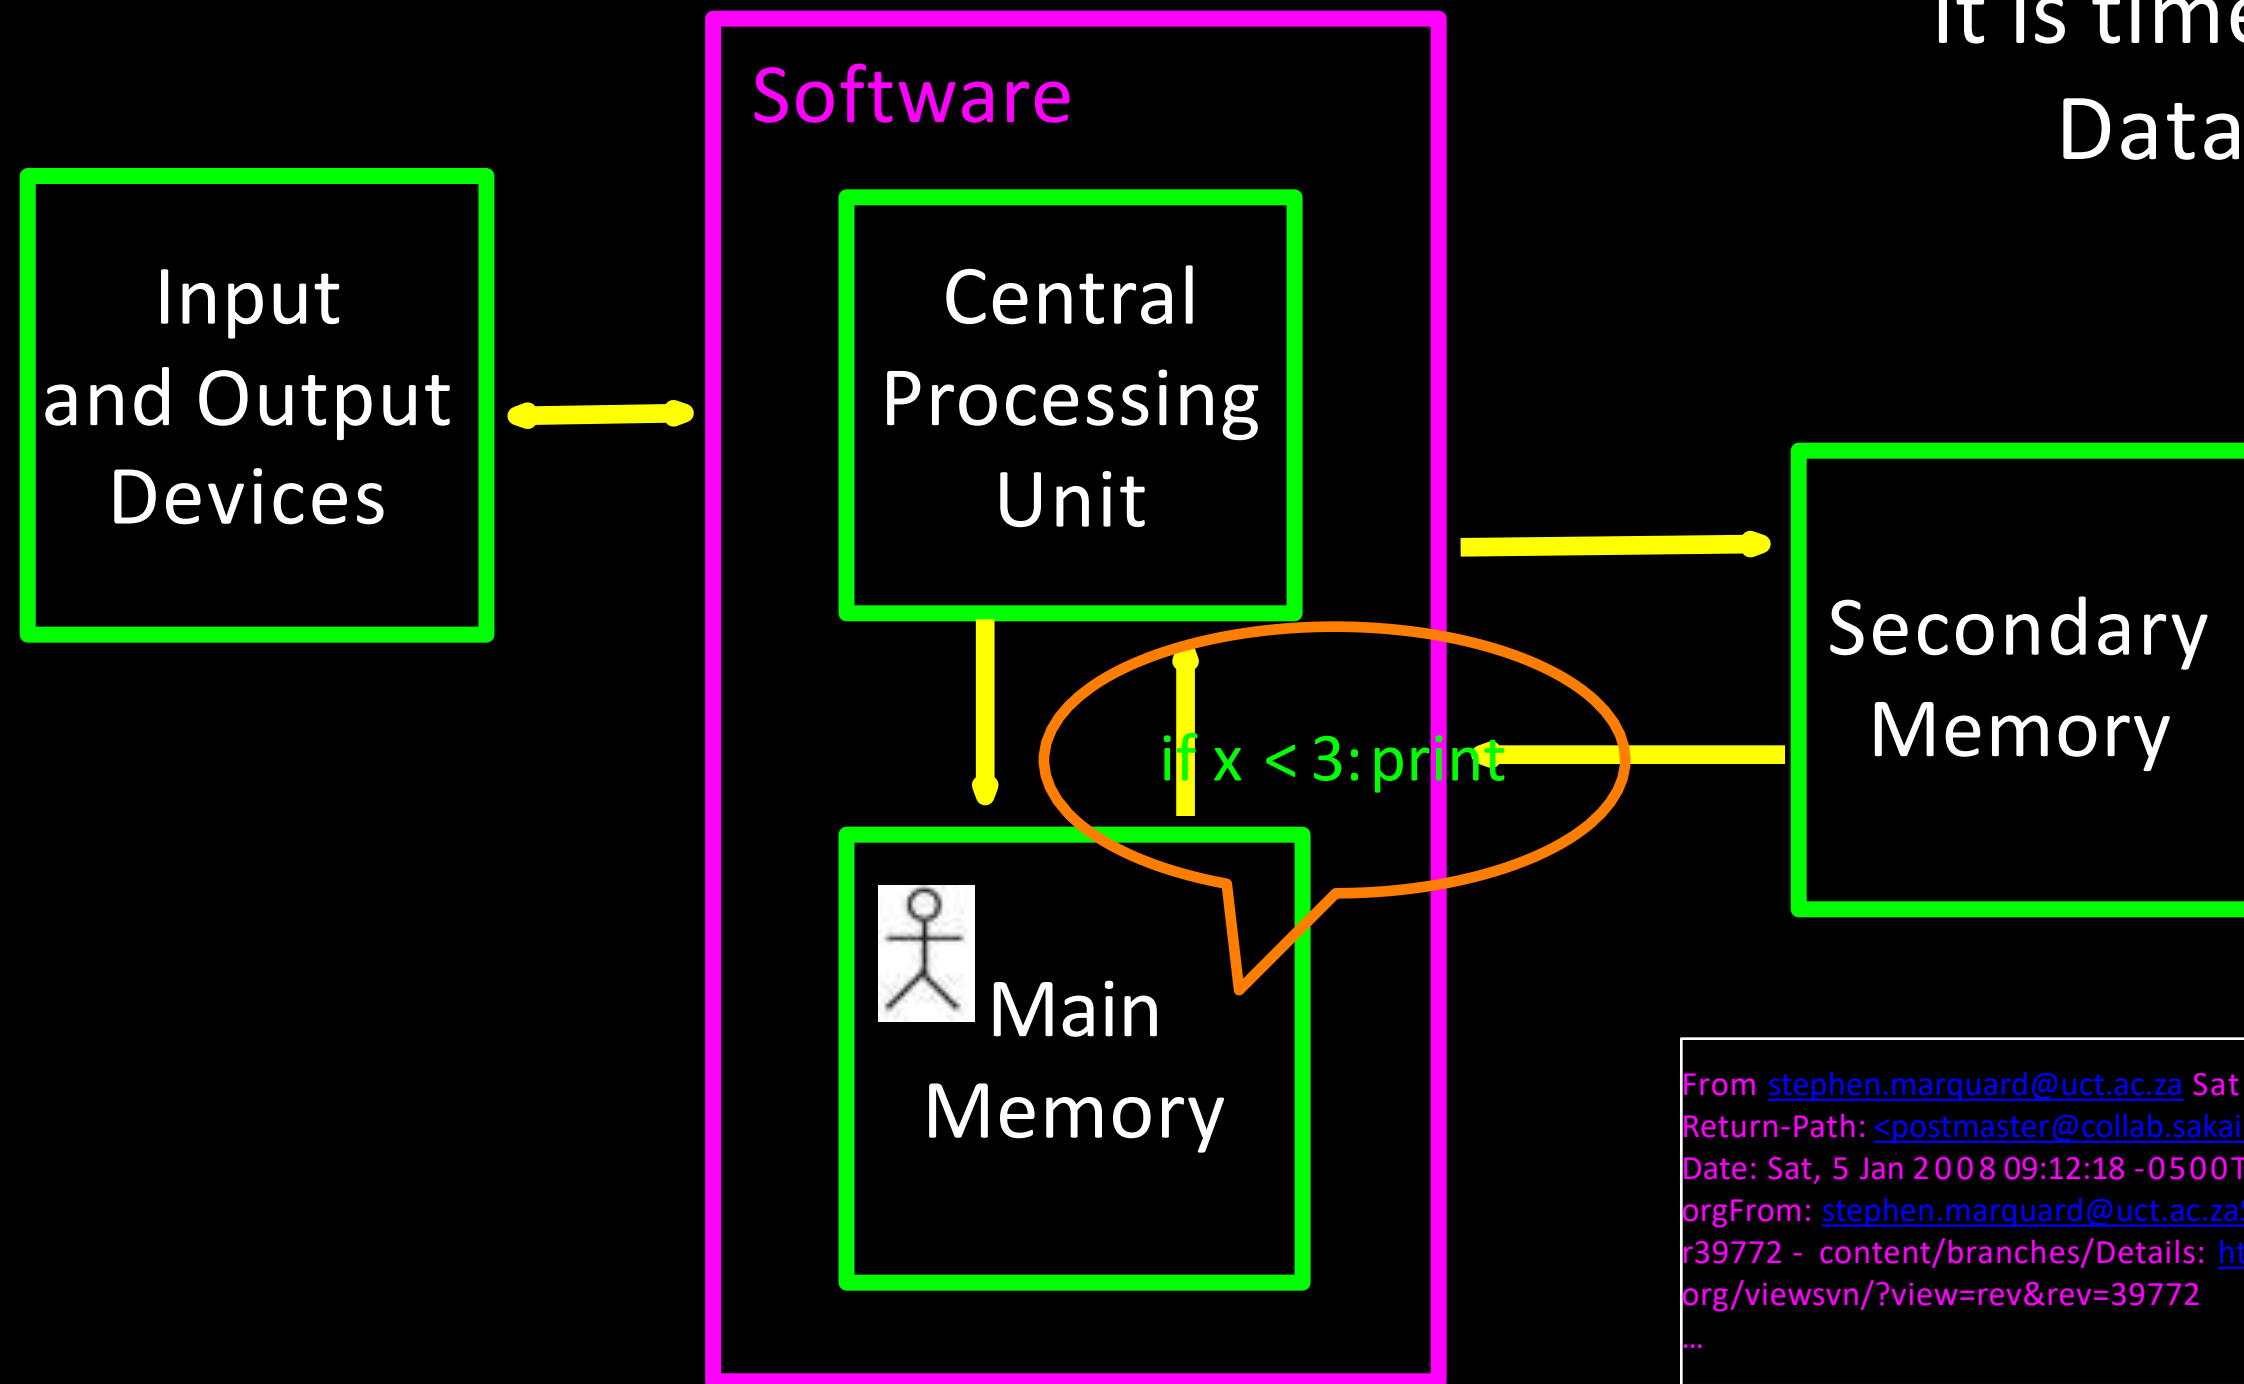 It is time
Data
Software
Input
and Output
Devices
Central
Processing
Unit
if x < 3: print
Secondary
Memory
Main
Memory
From stephen.marquard@uct.ac.za Sat
Return-Path: <postmaster@collab.sakai
Date: Sat, 5 Jan 2008 09:12:18 -0500T
orgFrom: stephen.marquard@uct.ac.zaS
r39772 - content/branches/Details: ht
org/viewsvn/?view=rev&rev=39772
...